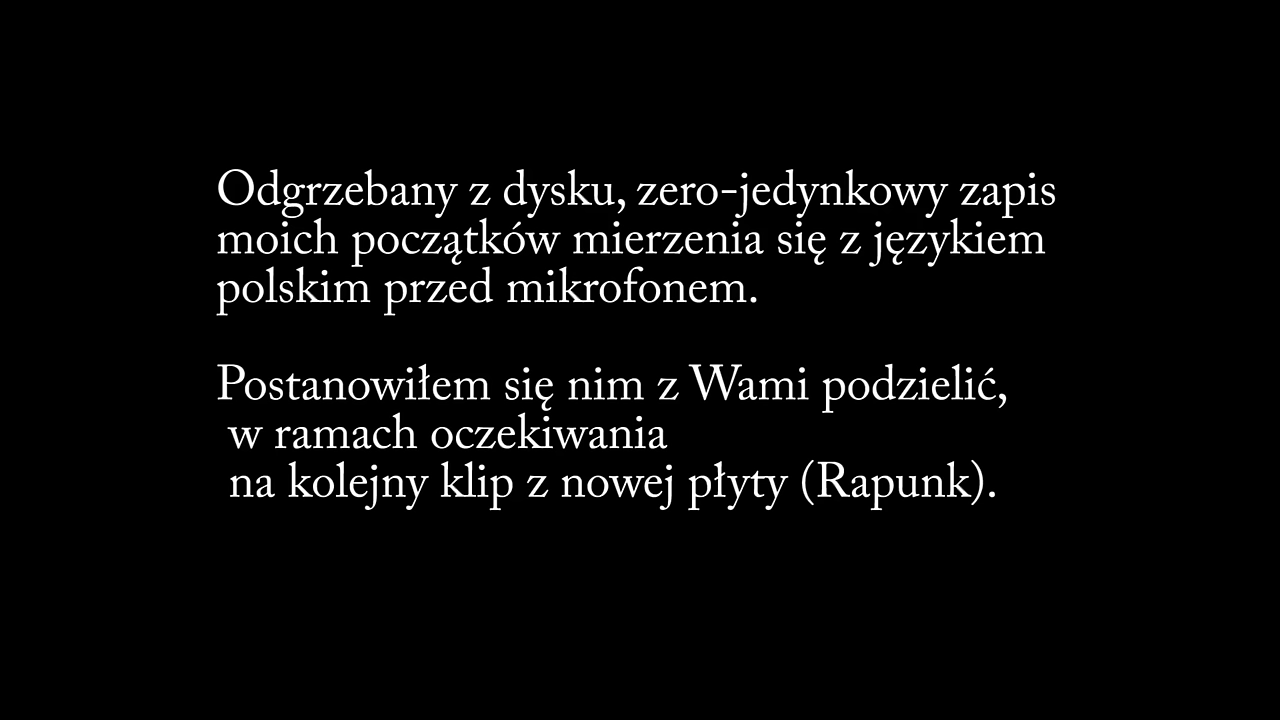 Odgrzebany z dysku, zero-jedynkowy zapis
moich początków mierzenia się z językiem
polskim przed mikrofonem.
Postanowiłem się nim z Wami podzielić,
w ramach oczekiwania
na kolejny klip z nowej płyty (Rapunk).